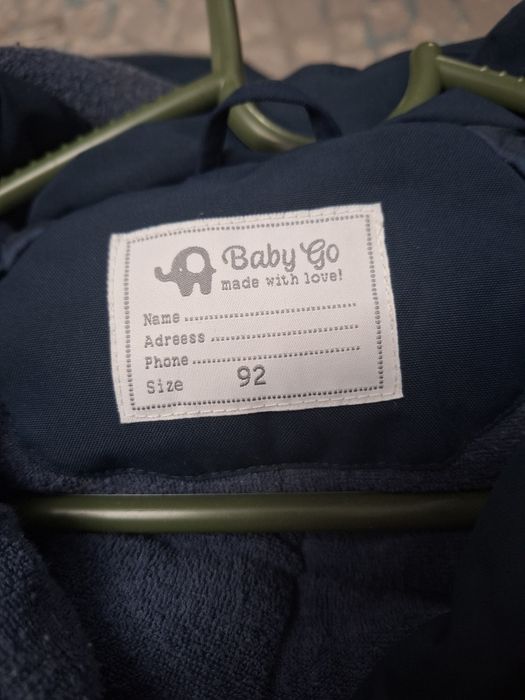 Baby Go
made with love!
Name ........................
Adreess ........................
Phone ........................
Size 92